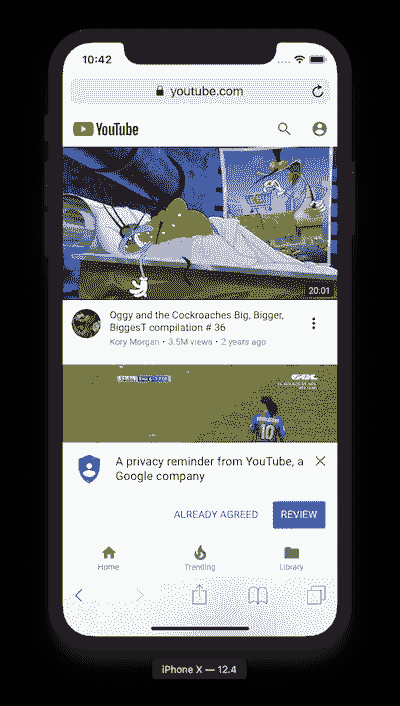 10:42
youtube.com
YouTube
20:01
Oggy and the Cockroaches Big, Bigger,
BiggesT compilation # 36
Kory Morgan • 3.5M views • 2 years ago
10
A privacy reminder from YouTube, a
Google company
ALREADY AGREED
REVIEW
Home
Trending
Library
iPhone X — 12.4